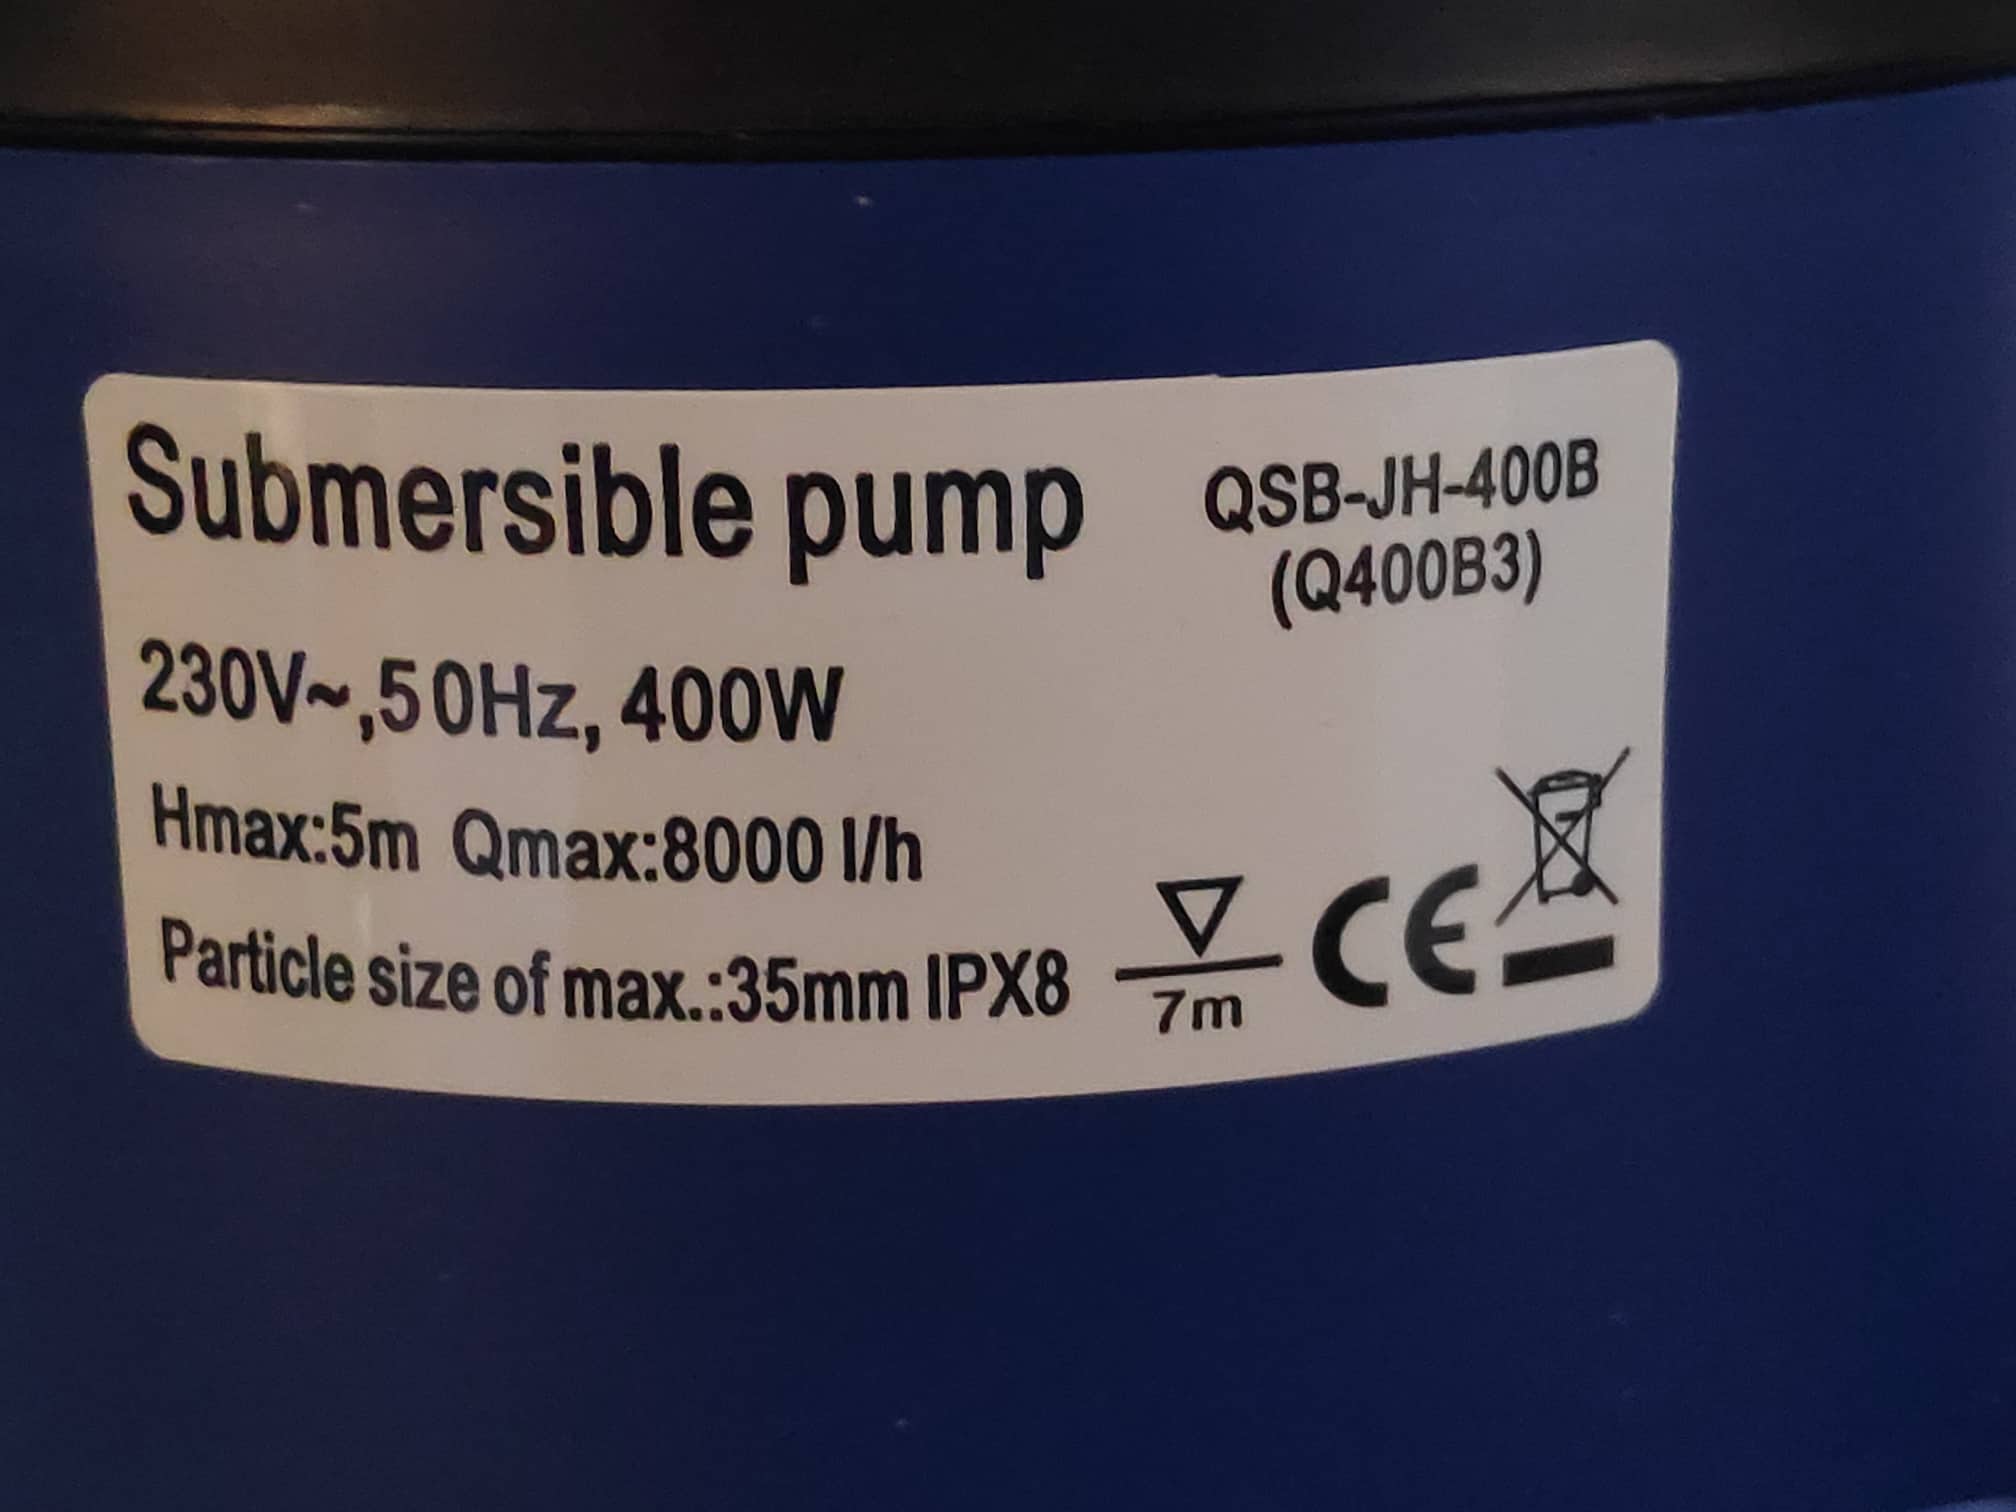 Submersible pump
QSB-JH-400B
(Q400B3)
230V~,50Hz, 400W
Hmax:5m Qmax:8000 l/h
Particle size of max.:35mm IPX8
7m
CE